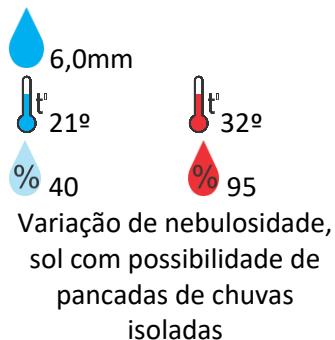 6,0mm
t° 21º t° 32º
% 40 % 95
Variação de nebulosidade,
sol com possibilidade de
pancadas de chuvas
isoladas